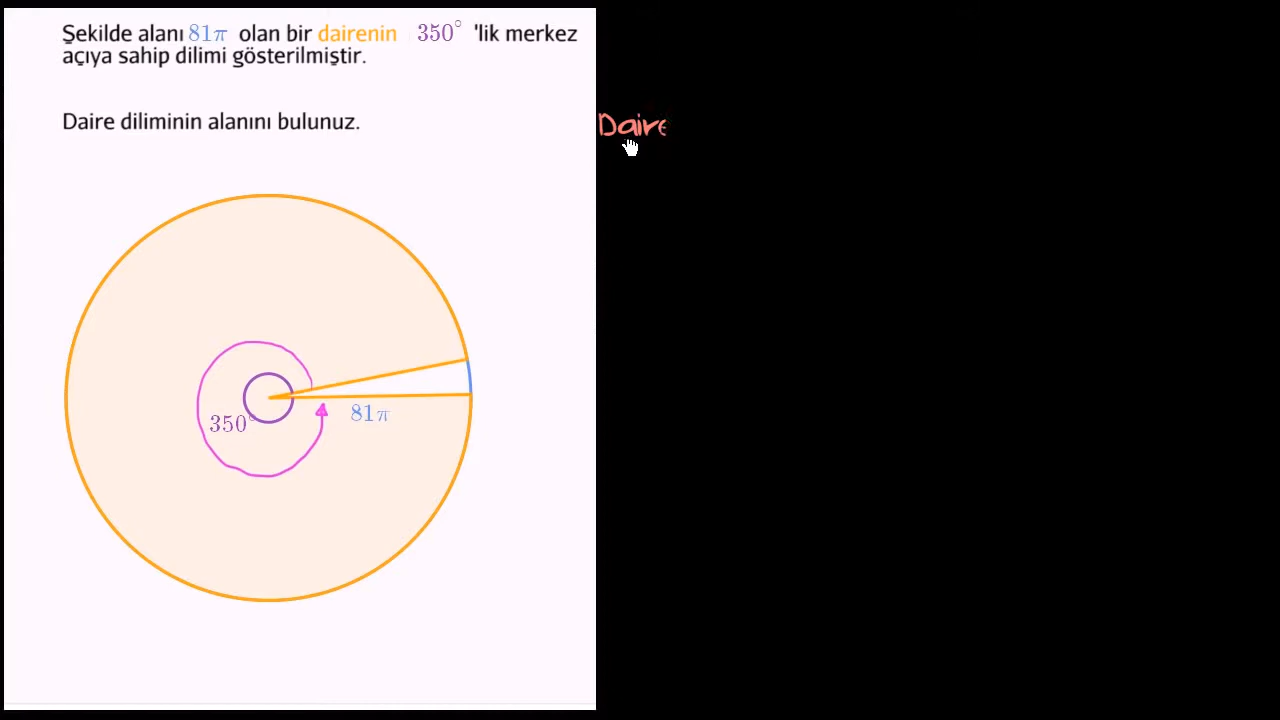 Şekilde alanı 81π olan bir dairenin 350° 'lik merkez
açıya sahip dilimi gösterilmiştir.
Daire diliminin alanını bulunuz.
Daire
350°
81π